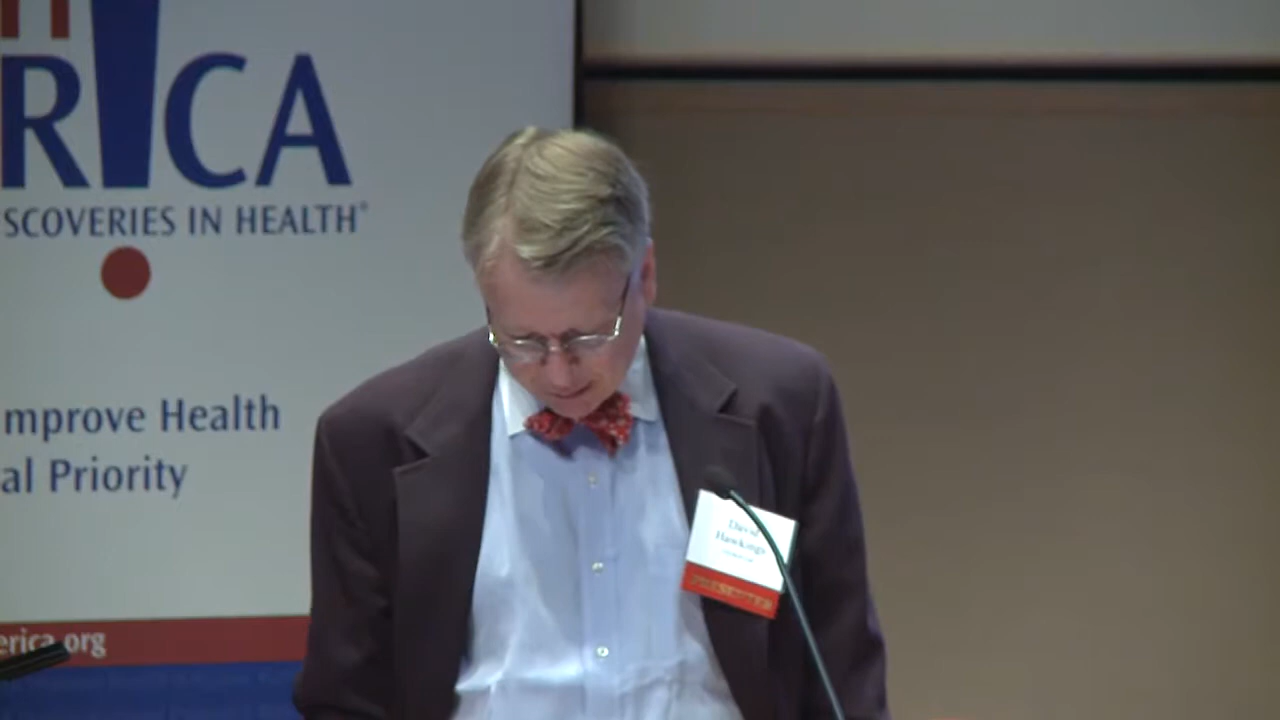 RICA
SCOVERIES IN HEALTH®
mprove Health
al Priority
erica.org
David
Hawkings